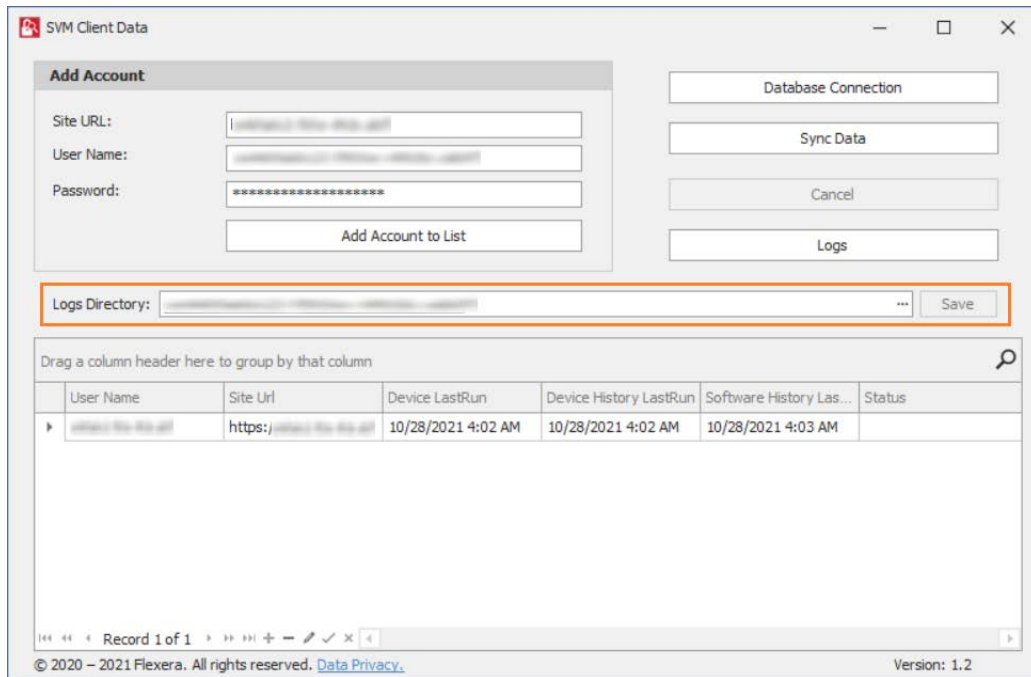 SVM Client Data
Add Account
Site URL:
User Name:
Password:
*******************
Add Account to List
Database Connection
Sync Data
Cancel
Logs
Logs Directory:
... Save
Drag a column header here to group by that column
User Name Site Url Device LastRun Device History LastRun Software History Las... Status
https:/ 10/28/2021 4:02 AM 10/28/2021 4:02 AM 10/28/2021 4:03 AM
Record 1 of 1
© 2020 – 2021 Flexera. All rights reserved. Data Privacy. Version: 1.2